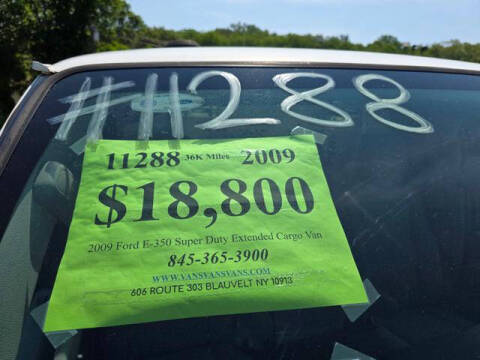 #11288
11288 36K Miles 2009
$18,800
2009 Ford E-350 Super Duty Extended Cargo Van
845-365-3900
WWW.VANSVANSVANS.COM
606 ROUTE 303 BLAUVELT NY 10913